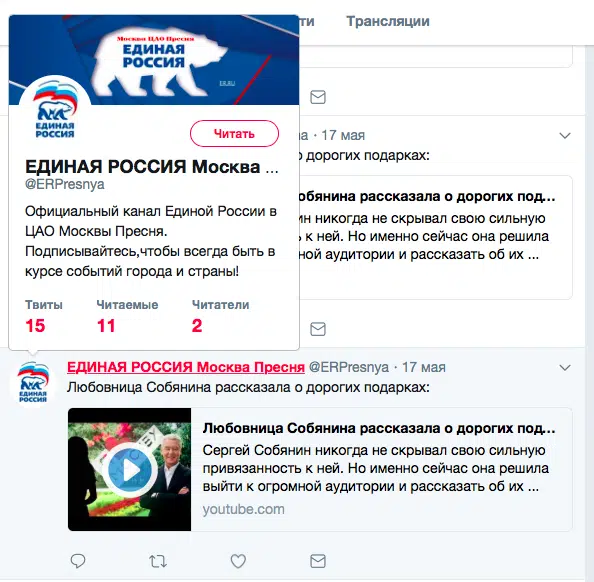 ти
Трансляции
Москва ЦАО Пресня
ЕДИНАЯ
РОССИЯ
ER.RU
ЕДИНАЯ
РОССИЯ
Читать
ЕДИНАЯ РОССИЯ Москва ...
@ERPresnya
Официальный канал Единой России в
ЦАО Москвы Пресня.
Подписывайтесь,чтобы всегда быть в
курсе событий города и страны!
Твиты
Читаемые
Читатели
15
11
2
a · 17 мая
о дорогих подарках:
обянина рассказала о дорогих под...
ин никогда не скрывал свою сильную
ь к ней. Но именно сейчас она решила
ной аудитории и рассказать об их ...
ЕДИНАЯ РОССИЯ Москва Пресня @ERPresnya · 17 мая
ЕДИНАЯ
РОССИЯ
Любовница Собянина рассказала о дорогих подарках:
Любовница Собянина рассказала о дорогих под...
Сергей Собянин никогда не скрывал свою сильную
привязанность к ней. Но именно сейчас она решила
выйти к огромной аудитории и рассказать об их ...
youtube.com